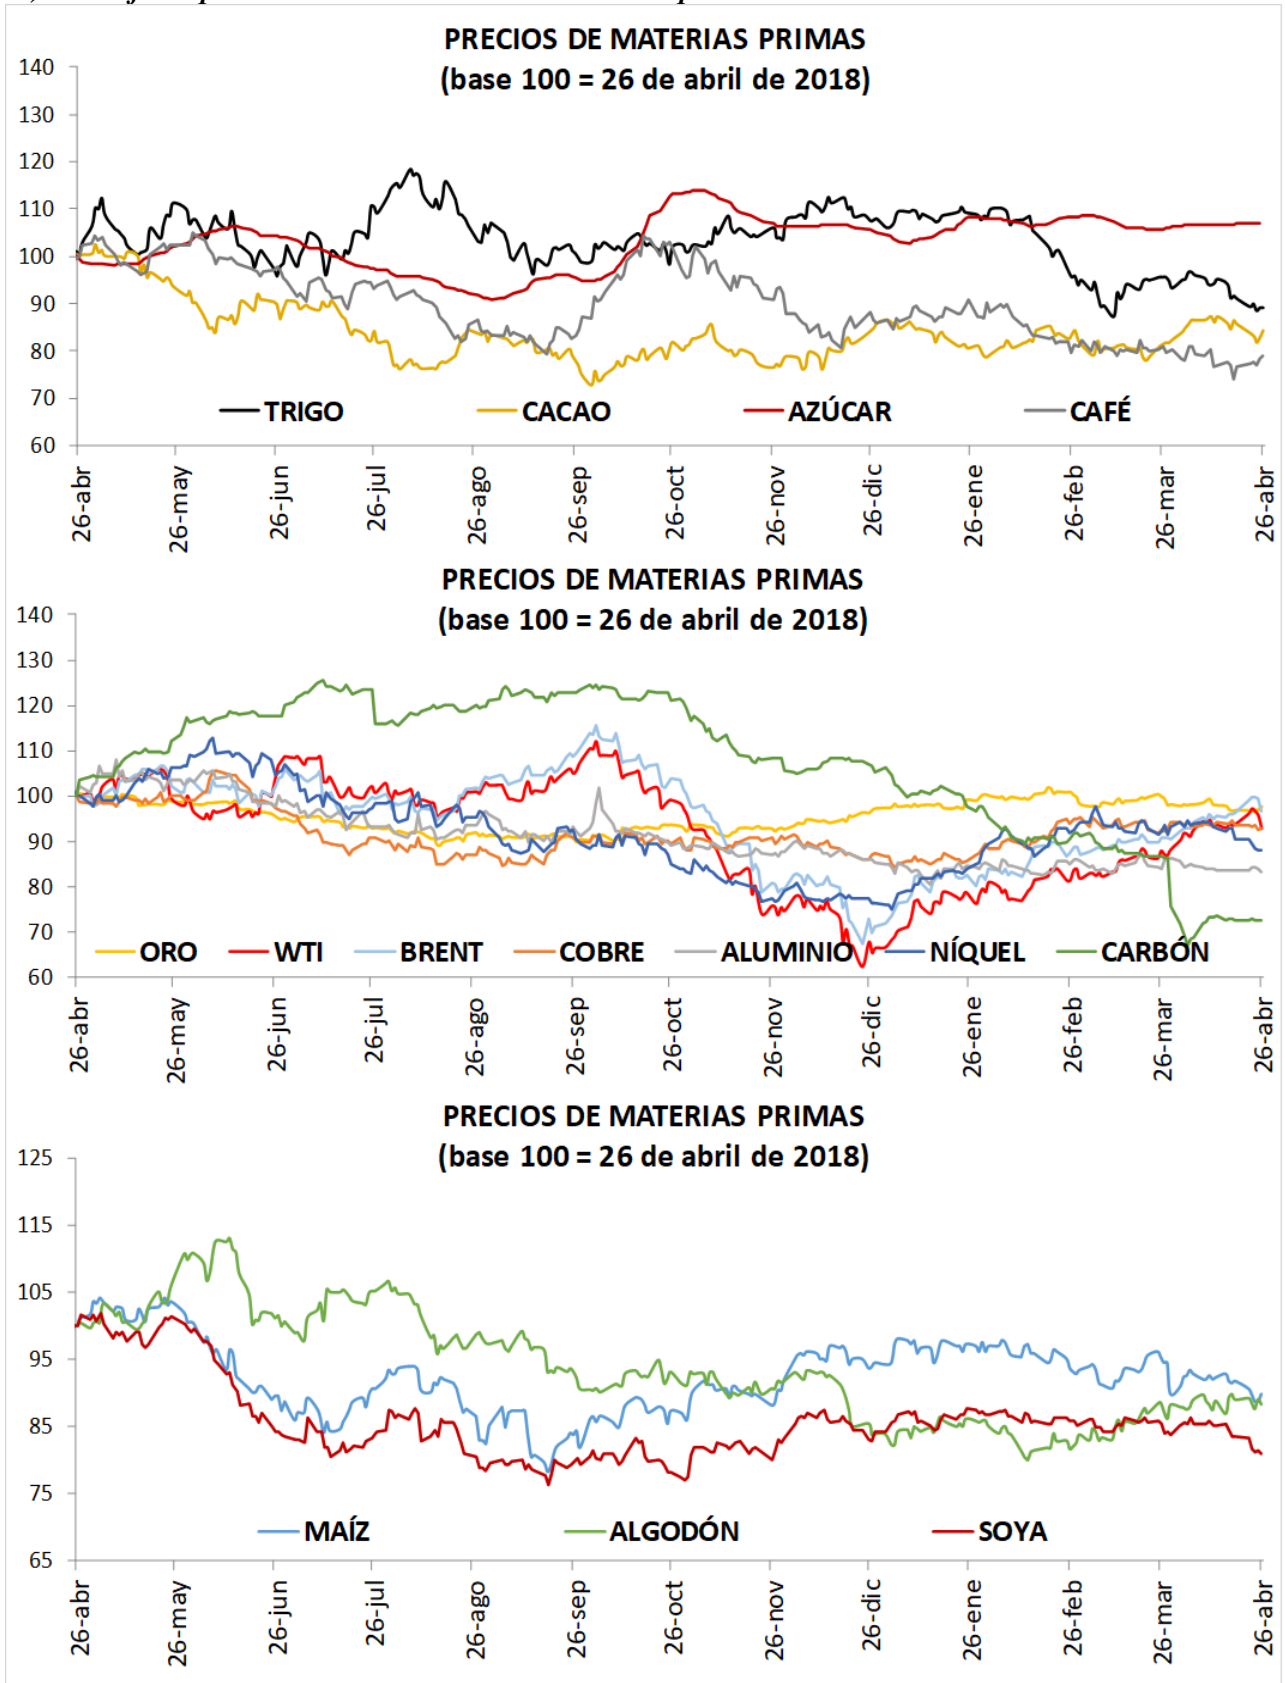 PRECIOS DE MATERIAS PRIMAS
(base 100 = 26 de abril de 2018)
140
130
120
110
100
90
80
70
60
TRIGO CACAO AZÚCAR CAFÉ
26-abr 26-may 26-jun 26-jul 26-ago 26-sep 26-oct 26-nov 26-dic 26-ene 26-feb 26-mar 26-abr
PRECIOS DE MATERIAS PRIMAS
(base 100 = 26 de abril de 2018)
140
130
120
110
100
90
80
70
60
ORO WTI BRENT COBRE ALUMINIO NÍQUEL CARBÓN
26-abr 26-may 26-jun 26-jul 26-ago 26-sep 26-oct 26-nov 26-dic 26-ene 26-feb 26-mar 26-abr
PRECIOS DE MATERIAS PRIMAS
(base 100 = 26 de abril de 2018)
125
115
105
95
85
75
65
MAÍZ ALGODÓN SOYA
26-abr 26-may 26-jun 26-jul 26-ago 26-sep 26-oct 26-nov 26-dic 26-ene 26-feb 26-mar 26-abr